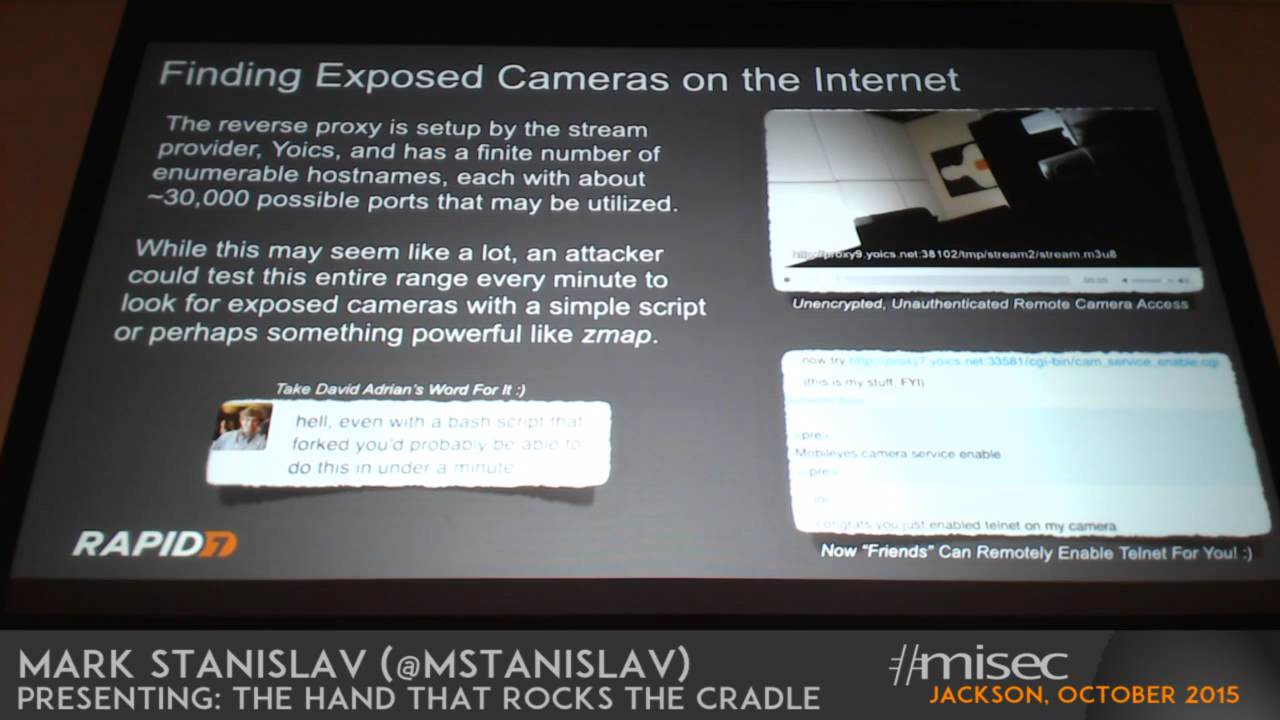 Finding Exposed Cameras on the Internet
The reverse proxy is setup by the stream
provider, Yoics, and has a finite number of
enumerable hostnames, each with about
~30,000 possible ports that may be utilized.
While this may seem like a lot, an attacker
could test this entire range every minute to
look for exposed cameras with a simple script
or perhaps something powerful like zmap.
Take David Adrian's Word For It :)
hell, even with a bash script that
forked you'd probably be able to
do this in under a minute
RAPID7
http://proxy9.yoics.net:38102/tmp/stream2/stream.m3u8
Unencrypted, Unauthenticated Remote Camera Access
now try http://proxy7.yoics.net:33581/cgi-bin/cam_service_enable.cgi
(this is my stuff, FYI)
<pre>
Mobileyes camera service enable
congrats you just enabled telnet on my camera
Now "Friends" Can Remotely Enable Telnet For You! :)
MARK STANISLAV (@MSTANISLAV)
PRESENTING: THE HAND THAT ROCKS THE CRADLE
#misec
JACKSON, OCTOBER 2015